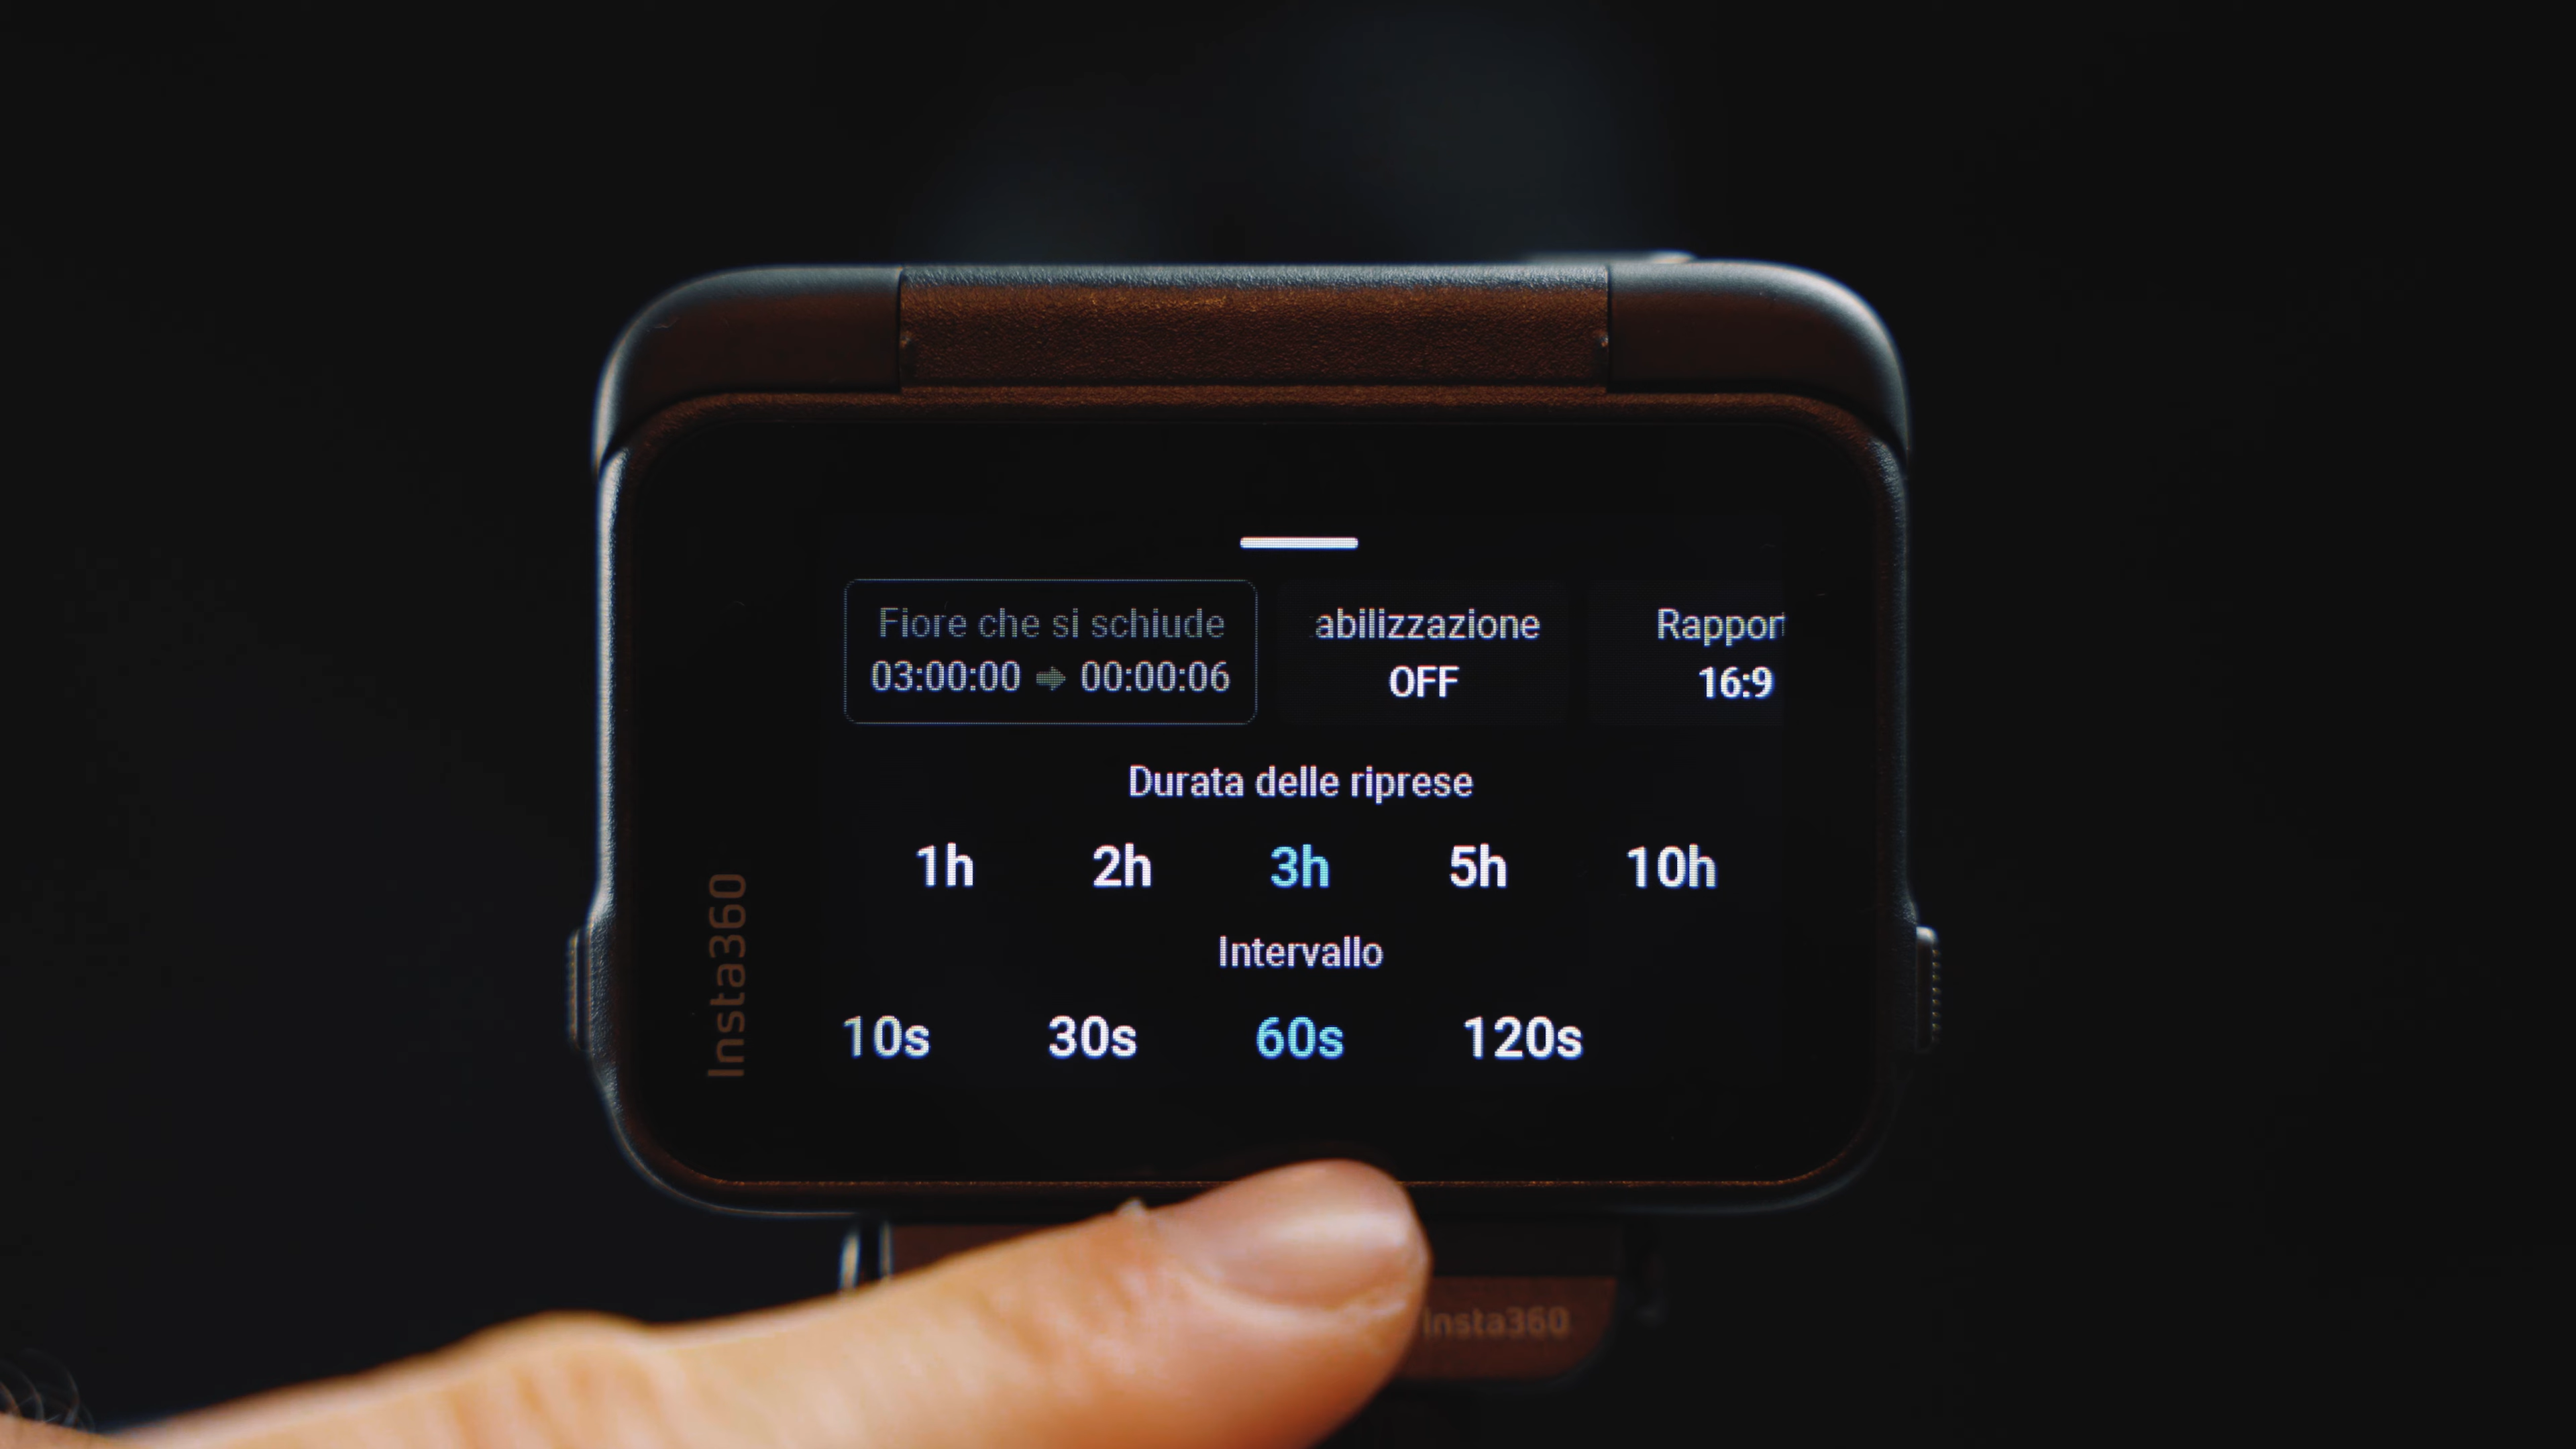 Fiore che si schiude
03:00:00 → 00:00:06
abilizzazione
OFF
Rapport
16:9
Durata delle riprese
1h 2h 3h 5h 10h
Intervallo
10s 30s 60s 120s
Insta360
Insta360